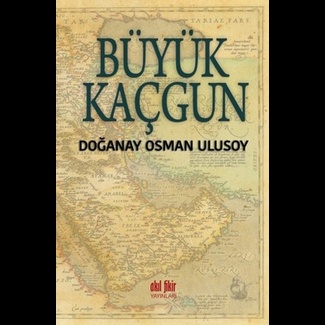 BÜYÜK
KAÇGUN
DOĞANAY OSMAN ULUSOY
akıl fikir
YAYINLARI